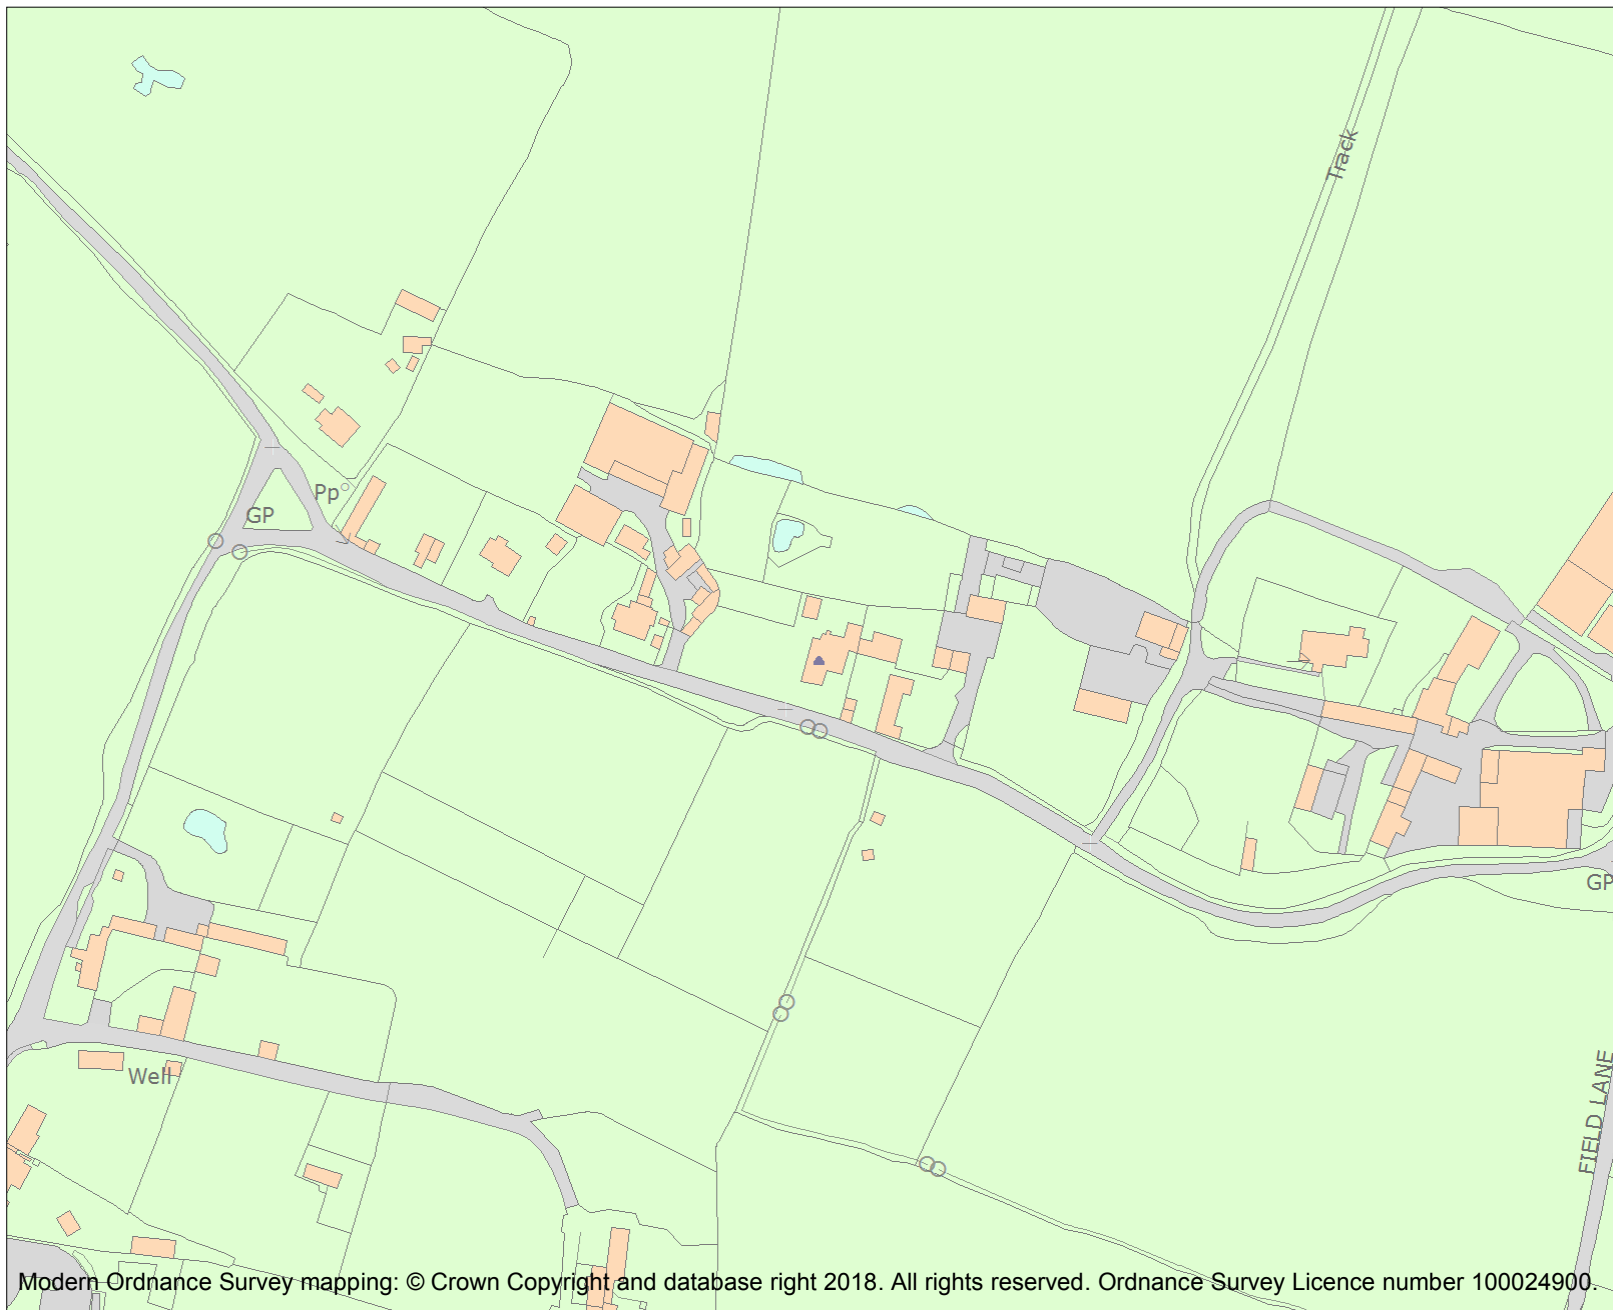 Track
Pp
GP
GP
FIELD LANE
Well
Modern Ordnance Survey mapping: © Crown Copyright and database right 2018. All rights reserved. Ordnance Survey Licence number 100024900.